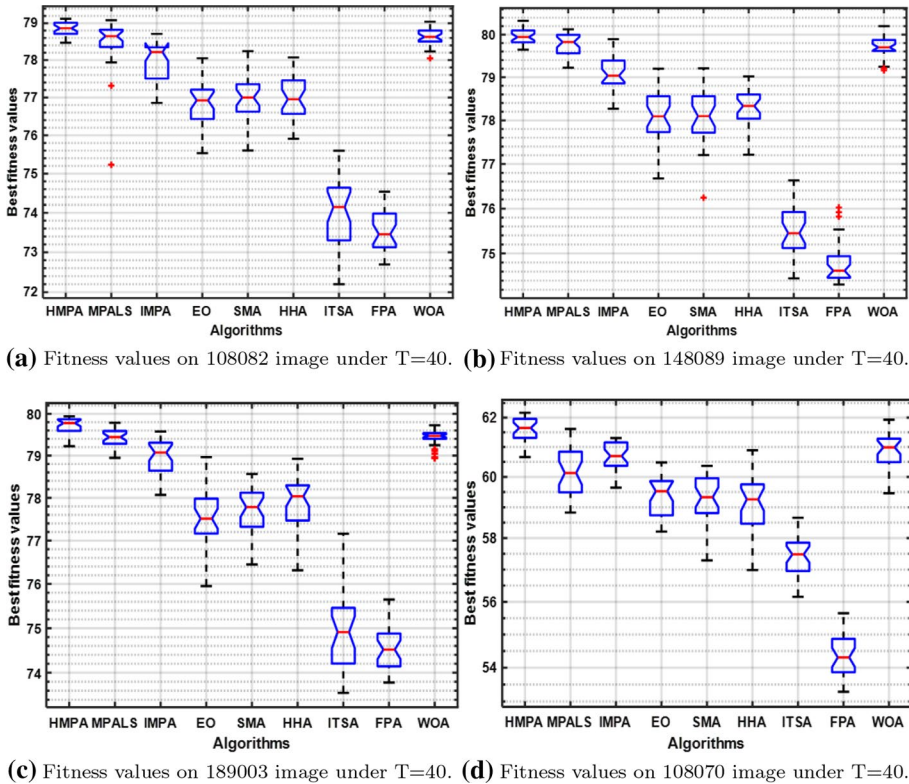 79
78
77
76
75
74
73
72
Best fitness values
HMPA MPALS IMPA EO SMA HHA ITSA FPA WOA
Algorithms
(a) Fitness values on 108082 image under T=40.
80
79
78
77
76
75
Best fitness values
HMPA MPALS IMPA EO SMA HHA ITSA FPA WOA
Algorithms
(b) Fitness values on 148089 image under T=40.
80
79
78
77
76
75
74
Best fitness values
HMPA MPALS IMPA EO SMA HHA ITSA FPA WOA
Algorithms
(c) Fitness values on 189003 image under T=40.
62
60
58
56
54
Best fitness values
HMPA MPALS IMPA EO SMA HHA ITSA FPA WOA
Algorithms
(d) Fitness values on 108070 image under T=40.